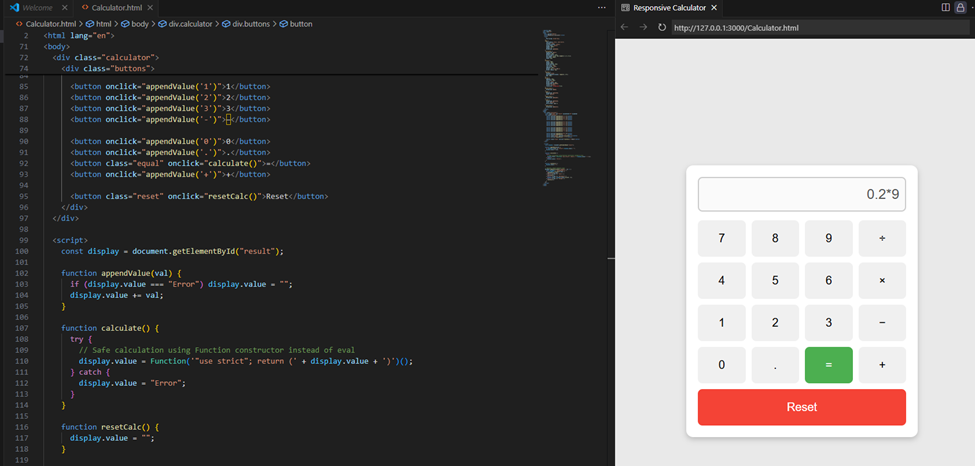 Welcome
Calculator.html
Calculator.html > html > body > div.calculator > div.buttons > button
2 <html lang="en">
71 <body>
72 <div class="calculator">
74 <div class="buttons">
84
85 <button onclick="appendValue('1')">1</button>
86 <button onclick="appendValue('2')">2</button>
87 <button onclick="appendValue('3')">3</button>
88 <button onclick="appendValue('-')">−</button>
89
90 <button onclick="appendValue('0')">0</button>
91 <button onclick="appendValue('.')">.</button>
92 <button class="equal" onclick="calculate()">=</button>
93 <button onclick="appendValue('+')">+</button>
94
95 <button class="reset" onclick="resetCalc()">Reset</button>
96 </div>
97 </div>
98
99 <script>
100 const display = document.getElementById("result");
101
102 function appendValue(val) {
103 if (display.value === "Error") display.value = "";
104 display.value += val;
105 }
106
107 function calculate() {
108 try {
109 // Safe calculation using Function constructor instead of eval
110 display.value = Function('"use strict"; return (' + display.value + ')')();
111 } catch {
112 display.value = "Error";
113 }
114 }
115
116 function resetCalc() {
117 display.value = "";
118 }
119
Responsive Calculator
http://127.0.0.1:3000/Calculator.html
0.2*9
7 8 9 ÷
4 5 6 ×
1 2 3 −
0 . = +
Reset